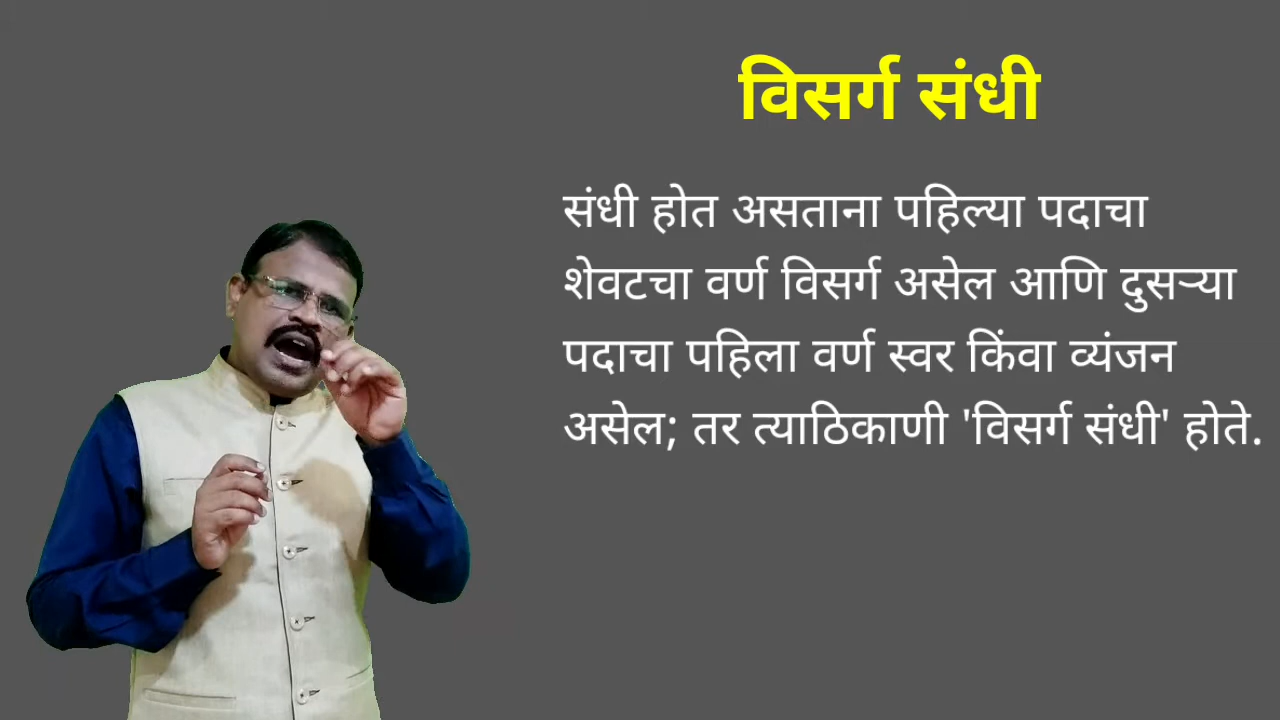 विसर्ग संधी
संधी होत असताना पहिल्या पदाचा
शेवटचा वर्ण विसर्ग असेल आणि दुसऱ्या
पदाचा पहिला वर्ण स्वर किंवा व्यंजन
असेल; तर त्याठिकाणी 'विसर्ग संधी' होते.